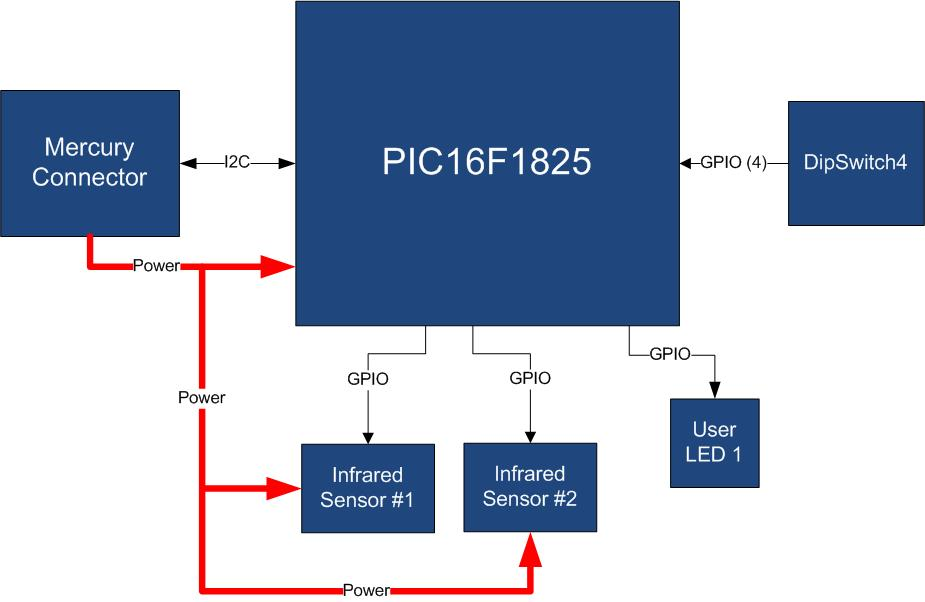 PIC16F1825
Mercury
Connector
I2C
GPIO (4)
DipSwitch4
Power
GPIO
GPIO
GPIO
Power
User
LED 1
Infrared
Sensor #1
Infrared
Sensor #2
Power